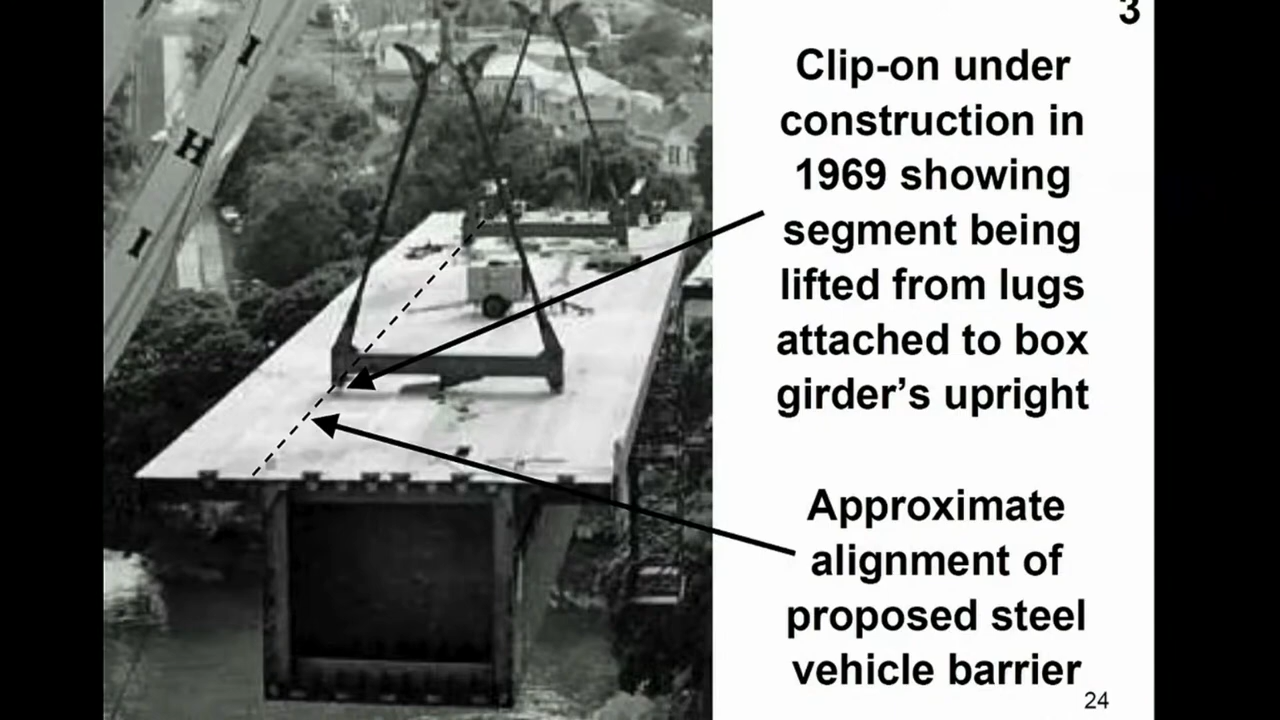 3
I
H
I
Clip-on under
construction in
1969 showing
segment being
lifted from lugs
attached to box
girder’s upright
Approximate
alignment of
proposed steel
vehicle barrier
24